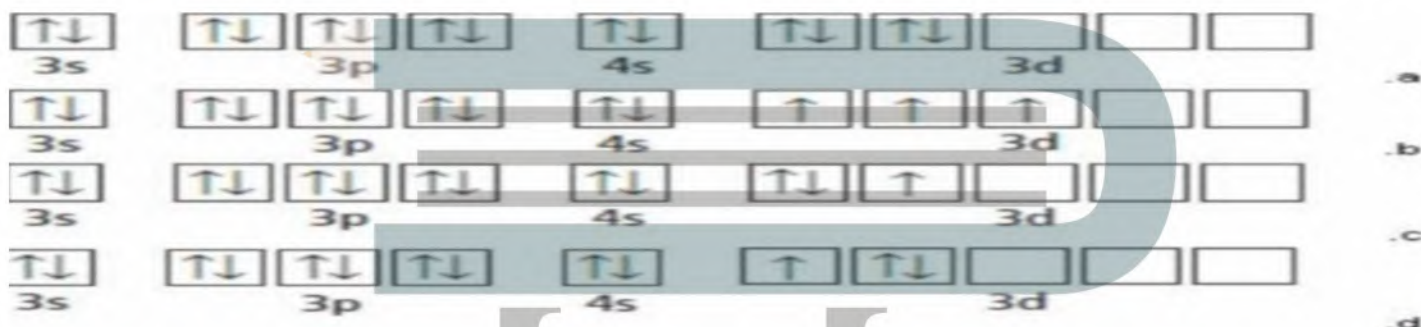 ↑↓ ↑↓ ↑↓ ↑↓ ↑↓ ↑↓ ↑↓
3s 3p 4s 3d
.a
↑↓ ↑↓ ↑↓ ↑↓ ↑↓ ↑ ↑ ↑
3s 3p 4s 3d
.b
↑↓ ↑↓ ↑↓ ↑↓ ↑↓ ↑↓ ↑
3s 3p 4s 3d
.c
↑↓ ↑↓ ↑↓ ↑↓ ↑↓ ↑ ↑↓
3s 3p 4s 3d
.d